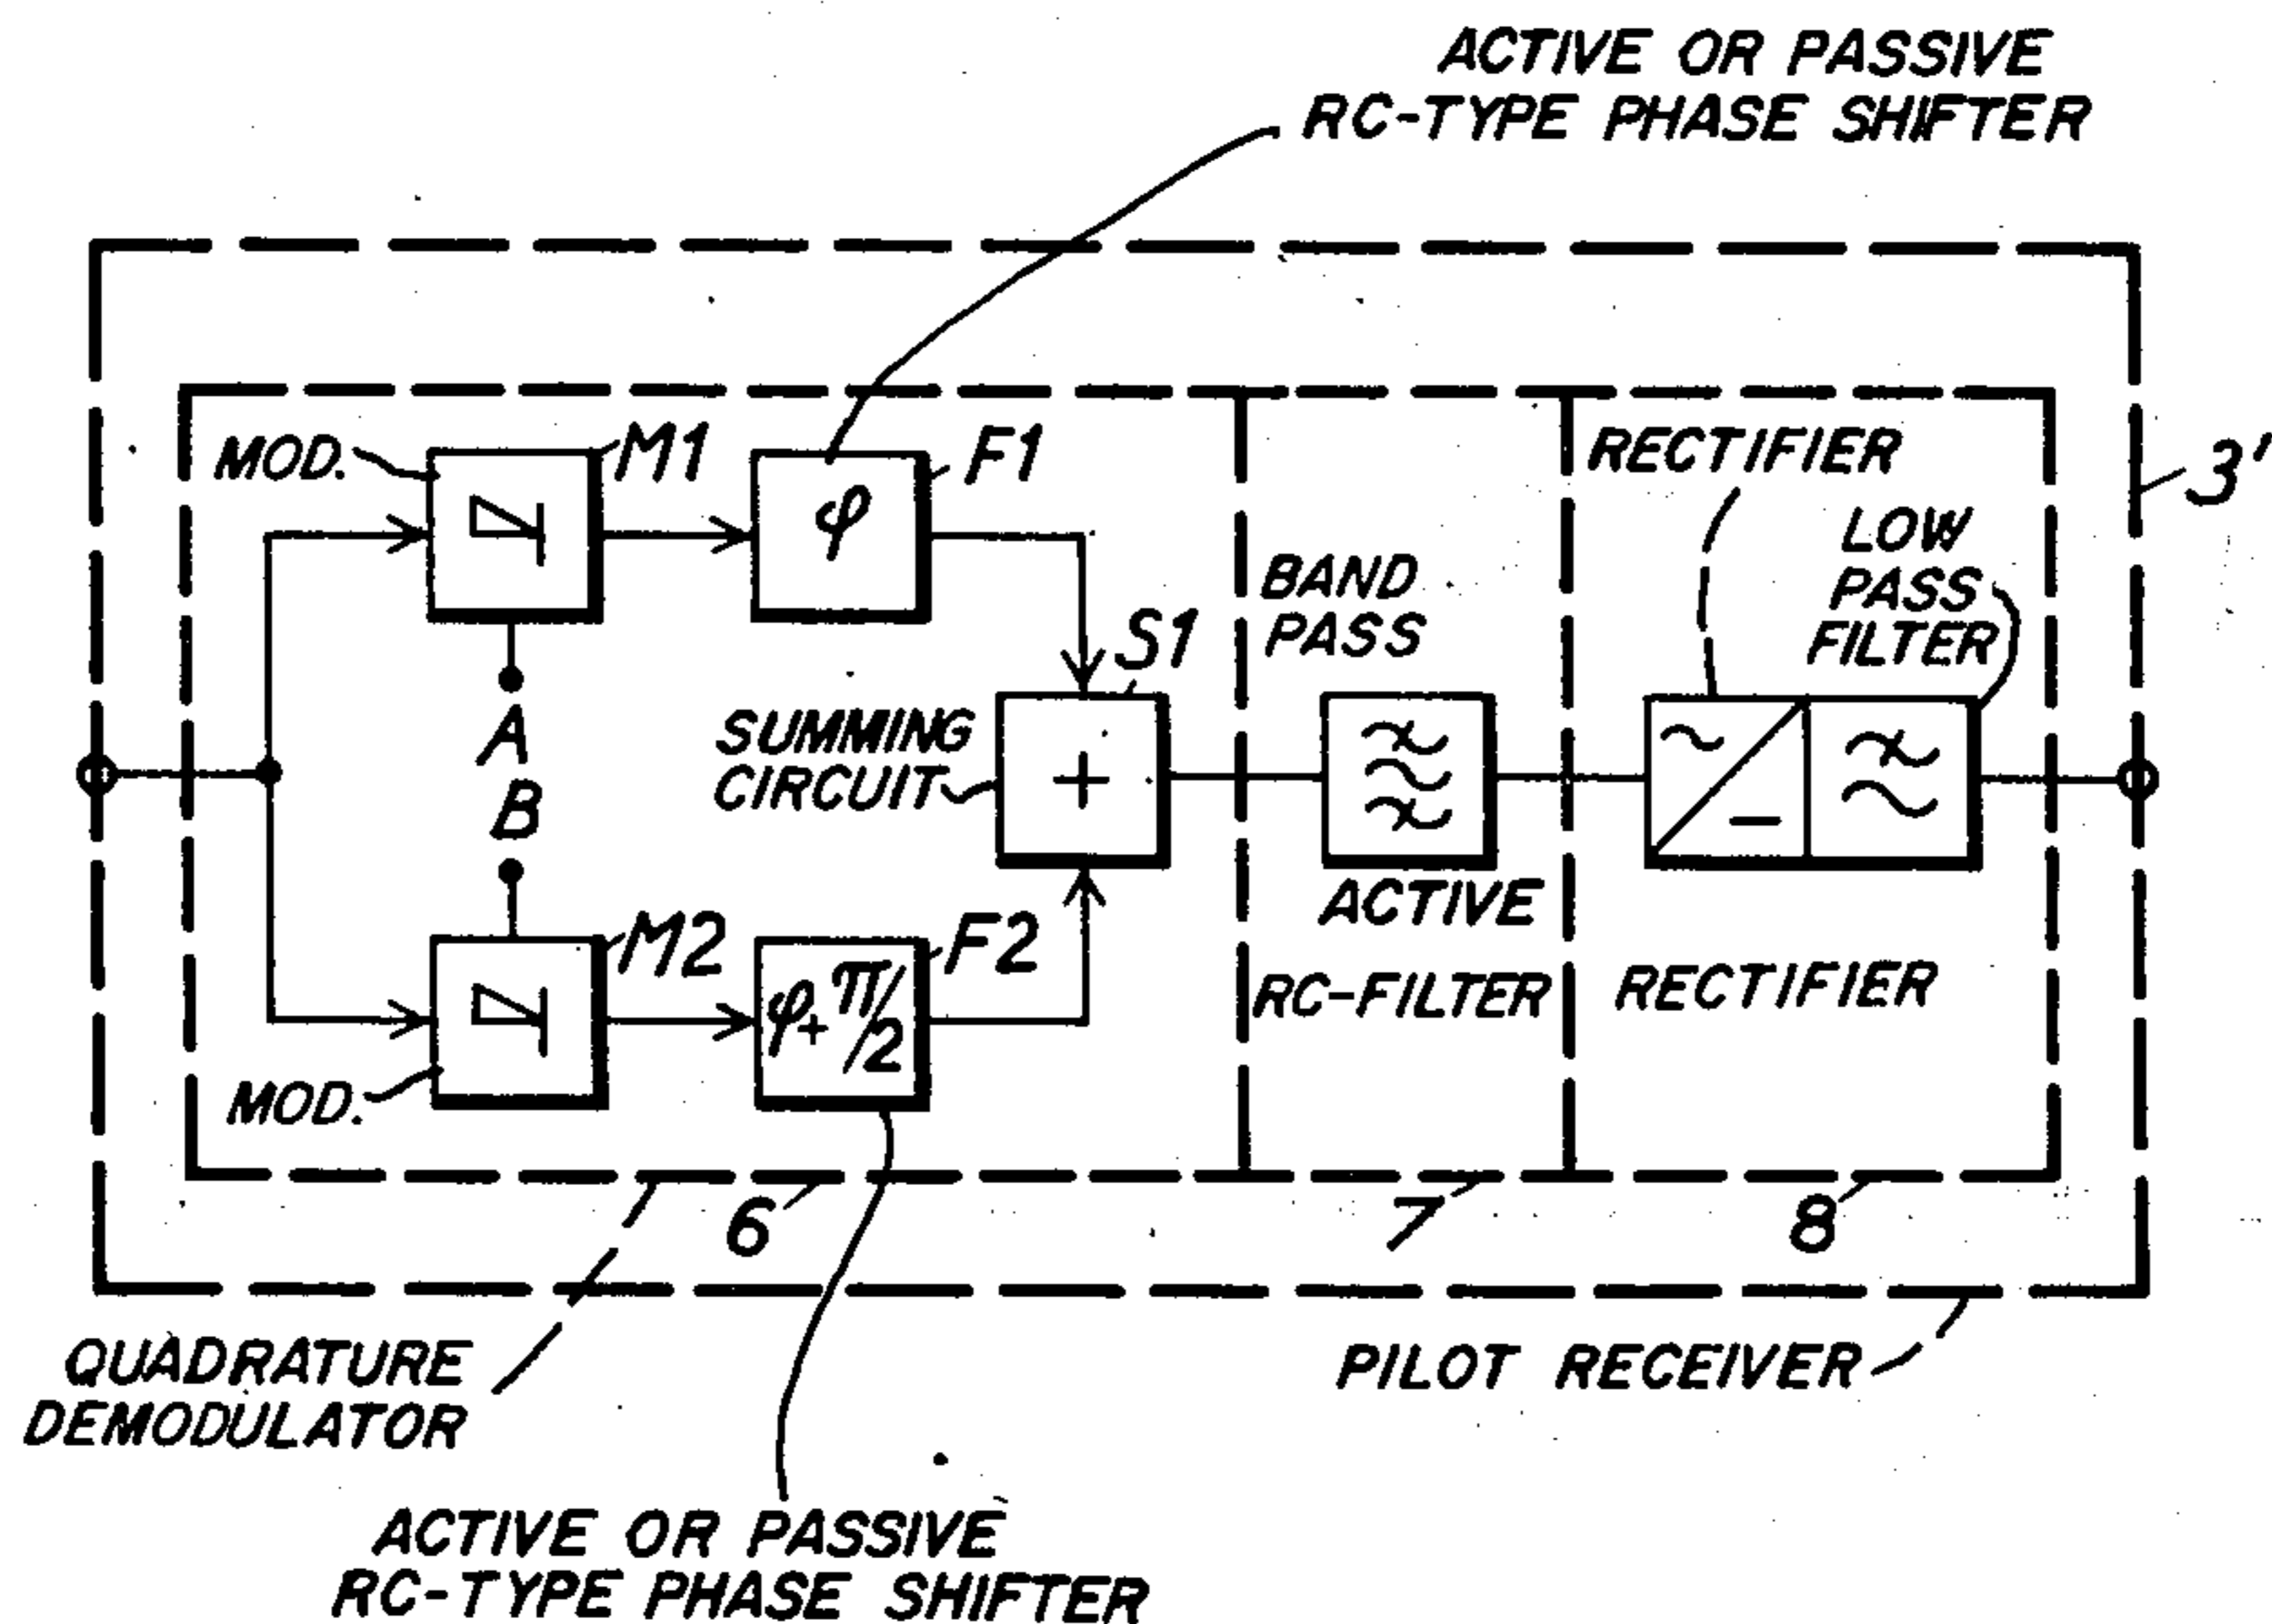 ACTIVE OR PASSIVE
RC-TYPE PHASE SHIFTER
MOD.
M1
F1
φ
RECTIFIER
3'
LOW
PASS
FILTER
BAND
PASS
S1
A
SUMMING
CIRCUIT
+
B
ACTIVE
M2
F2
φ+π/2
RC-FILTER
RECTIFIER
MOD.
6
7
8
QUADRATURE
DEMODULATOR
PILOT RECEIVER
ACTIVE OR PASSIVE
RC-TYPE PHASE SHIFTER